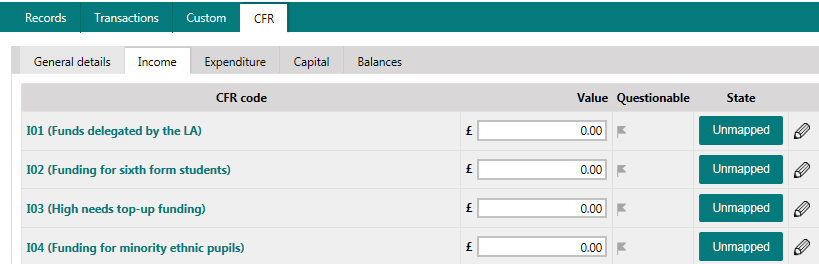 Records Transactions Custom CFR
General details Income Expenditure Capital Balances
CFR code Value Questionable State
I01 (Funds delegated by the LA) £ 0.00 Unmapped
I02 (Funding for sixth form students) £ 0.00 Unmapped
I03 (High needs top-up funding) £ 0.00 Unmapped
I04 (Funding for minority ethnic pupils) £ 0.00 Unmapped